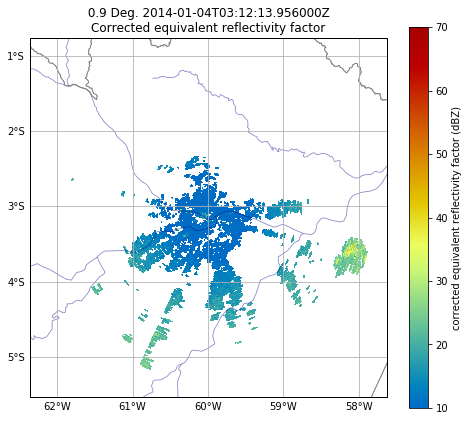 0.9 Deg. 2014-01-04T03:12:13.956000Z
Corrected equivalent reflectivity factor
1°S
2°S
3°S
4°S
5°S
62°W 61°W 60°W 59°W 58°W
70
60
50
40
30
20
10
corrected equivalent reflectivity factor (dBZ)